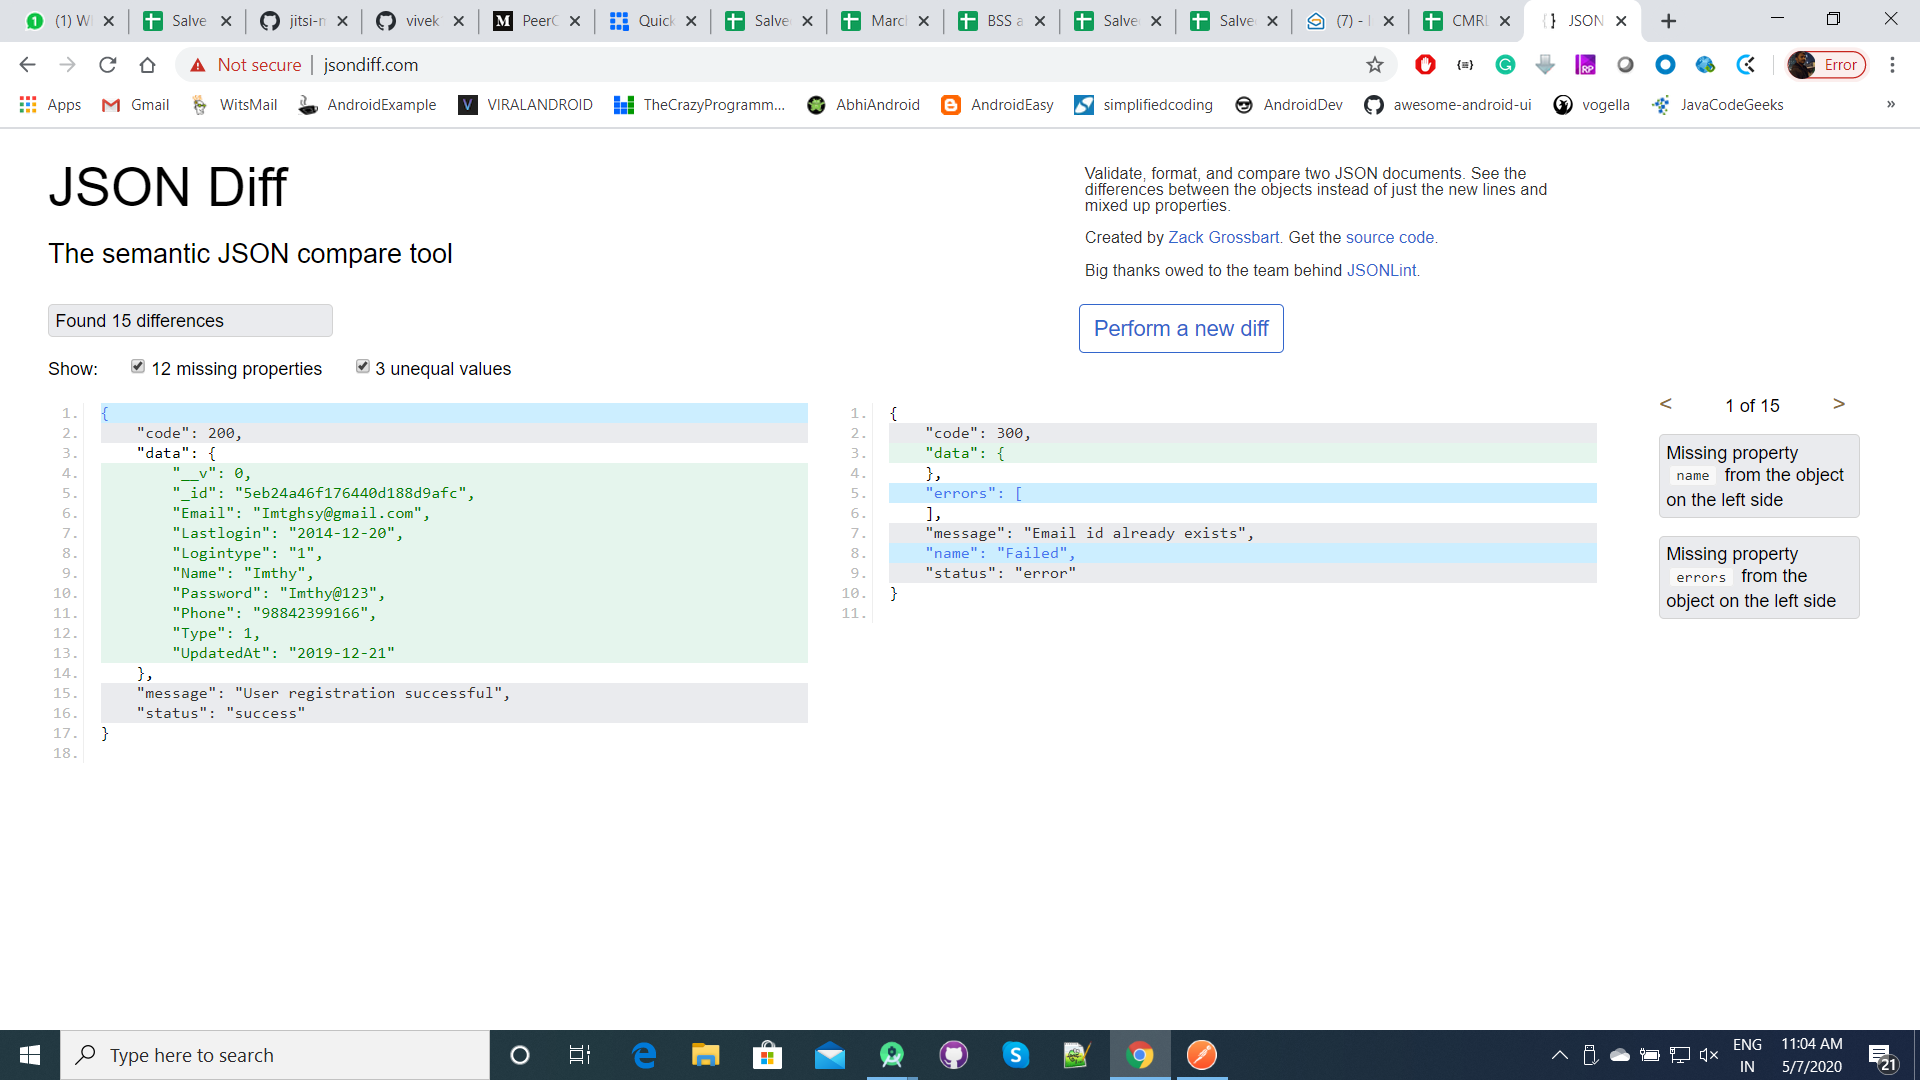 (1) W
Salve
jitsi-m
vivek
PeerC
Quick
Salve
Marc
BSS a
Salve
Salve
(7) -
CMRL
JSON
Not secure
jsondiff.com
Error
Apps
Gmail
WitsMail
AndroidExample
VIRALANDROID
TheCrazyProgramm...
AbhiAndroid
AndroidEasy
simplifiedcoding
AndroidDev
awesome-android-ui
vogella
JavaCodeGeeks
»
JSON Diff
The semantic JSON compare tool
Validate, format, and compare two JSON documents. See the
differences between the objects instead of just the new lines and
mixed up properties.
Created by Zack Grossbart. Get the source code.
Big thanks owed to the team behind JSONLint.
Found 15 differences
Perform a new diff
Show: 12 missing properties 3 unequal values
1. {
2. "code": 200,
3. "data": {
4. "__v": 0,
5. "_id": "5eb24a46f176440d188d9afc",
6. "Email": "Imtghsy@gmail.com",
7. "Lastlogin": "2014-12-20",
8. "Logintype": "1",
9. "Name": "Imthy",
10. "Password": "Imthy@123",
11. "Phone": "98842399166",
12. "Type": 1,
13. "UpdatedAt": "2019-12-21"
14. },
15. "message": "User registration successful",
16. "status": "success"
17. }
18.
1. {
2. "code": 300,
3. "data": {
4. },
5. "errors": [
6. ],
7. "message": "Email id already exists",
8. "name": "Failed",
9. "status": "error"
10. }
11.
< 1 of 15 >
Missing property
name from the object
on the left side
Missing property
errors from the
object on the left side
Type here to search
ENG
IN
11:04 AM
5/7/2020
21